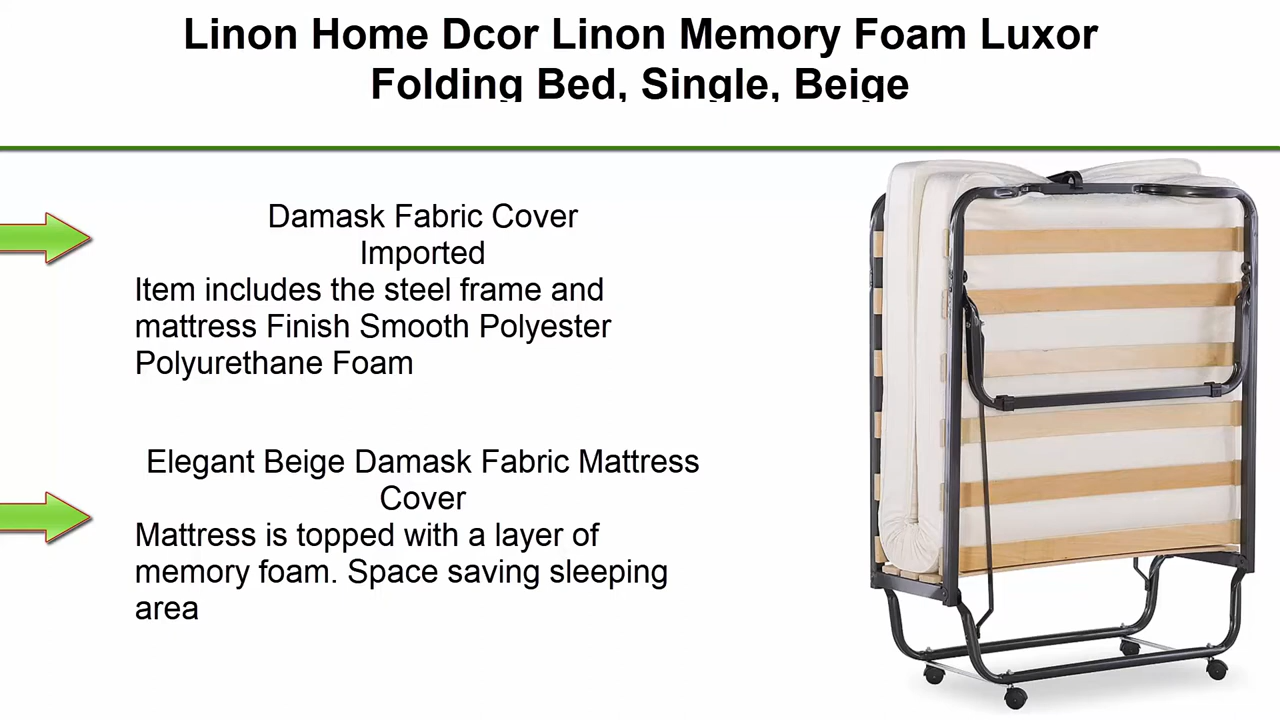 Linon Home Dcor Linon Memory Foam Luxor
Folding Bed, Single, Beige
Damask Fabric Cover
Imported
Item includes the steel frame and
mattress Finish Smooth Polyester
Polyurethane Foam
Elegant Beige Damask Fabric Mattress
Cover
Mattress is topped with a layer of
memory foam. Space saving sleeping
area